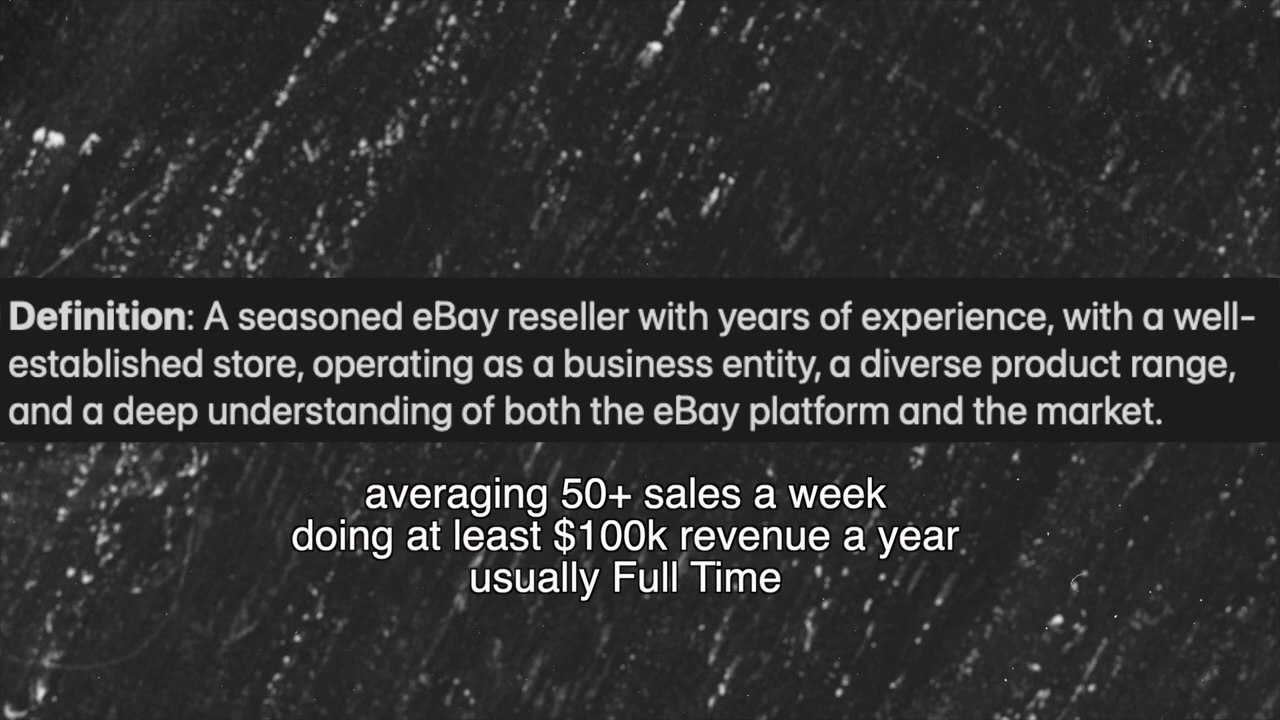 Definition: A seasoned eBay reseller with years of experience, with a well-
established store, operating as a business entity, a diverse product range,
and a deep understanding of both the eBay platform and the market.
averaging 50+ sales a week
doing at least $100k revenue a year
usually Full Time